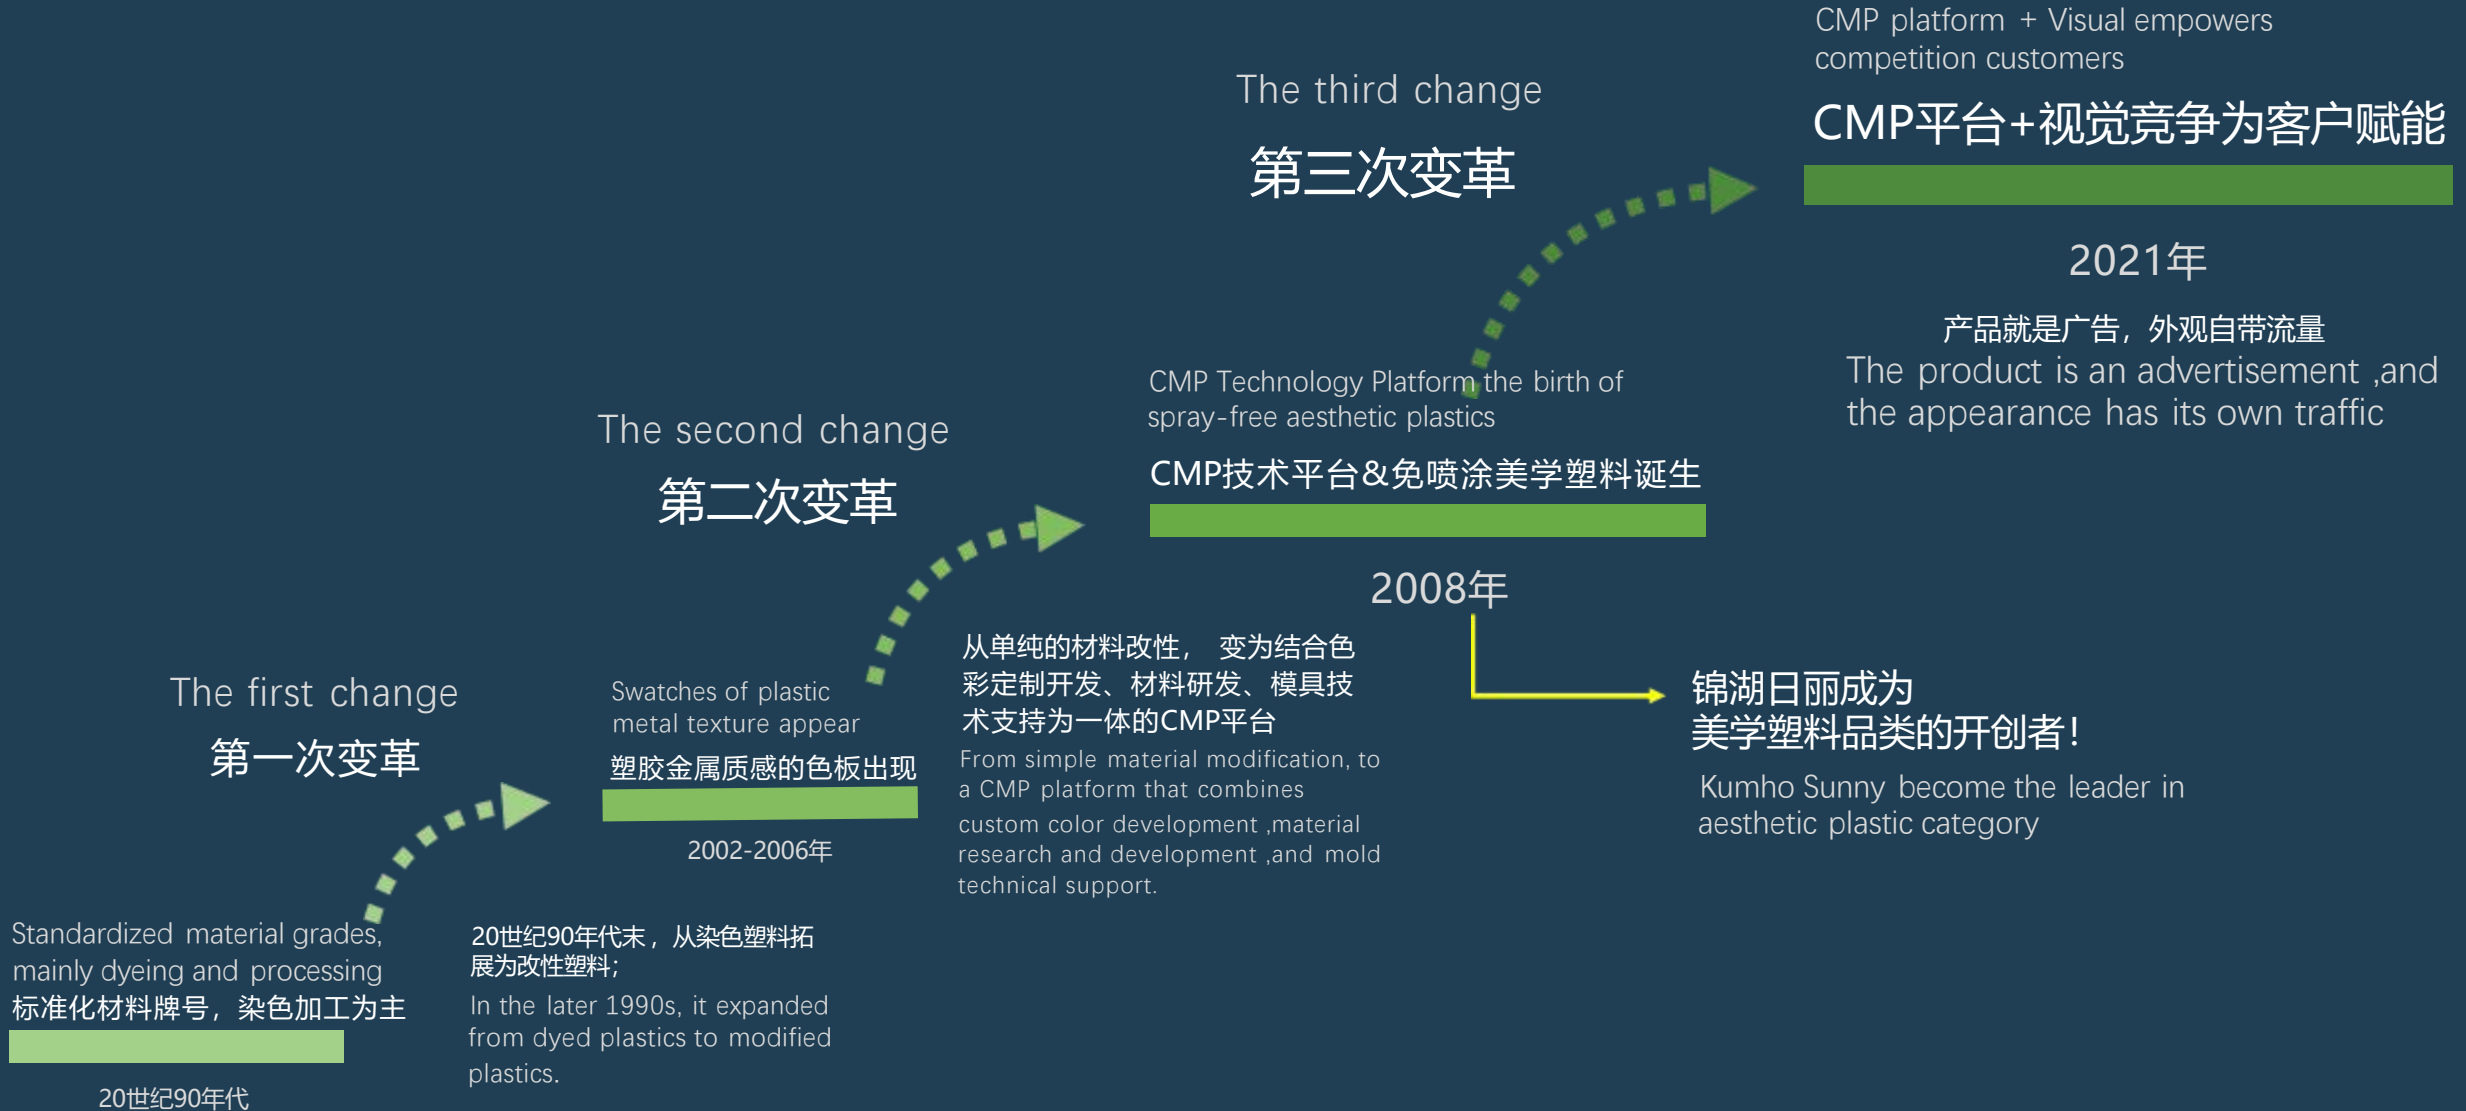 CMP platform + Visual empowers
competition customers
CMP平台+视觉竞争为客户赋能
2021年
产品就是广告，外观自带流量
The product is an advertisement ,and
the appearance has its own traffic
The third change
第三次变革
CMP Technology Platform the birth of
spray-free aesthetic plastics
CMP技术平台&免喷涂美学塑料诞生
2008年
从单纯的材料改性， 变为结合色
彩定制开发、材料研发、模具技
术支持为一体的CMP平台
From simple material modification, to
a CMP platform that combines
custom color development ,material
research and development ,and mold
technical support.
锦湖日丽成为
美学塑料品类的开创者！
Kumho Sunny become the leader in
aesthetic plastic category
The second change
第二次变革
Swatches of plastic
metal texture appear
塑胶金属质感的色板出现
2002-2006年
20世纪90年代末，从染色塑料拓
展为改性塑料；
In the later 1990s, it expanded
from dyed plastics to modified
plastics.
The first change
第一次变革
Standardized material grades,
mainly dyeing and processing
标准化材料牌号，染色加工为主
20世纪90年代